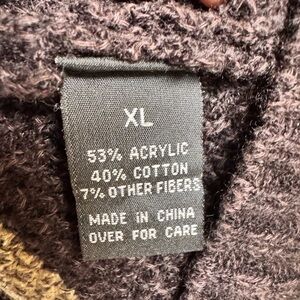 XL
53% ACRYLIC
40% COTTON
7% OTHER FIBERS
MADE IN CHINA
OVER FOR CARE